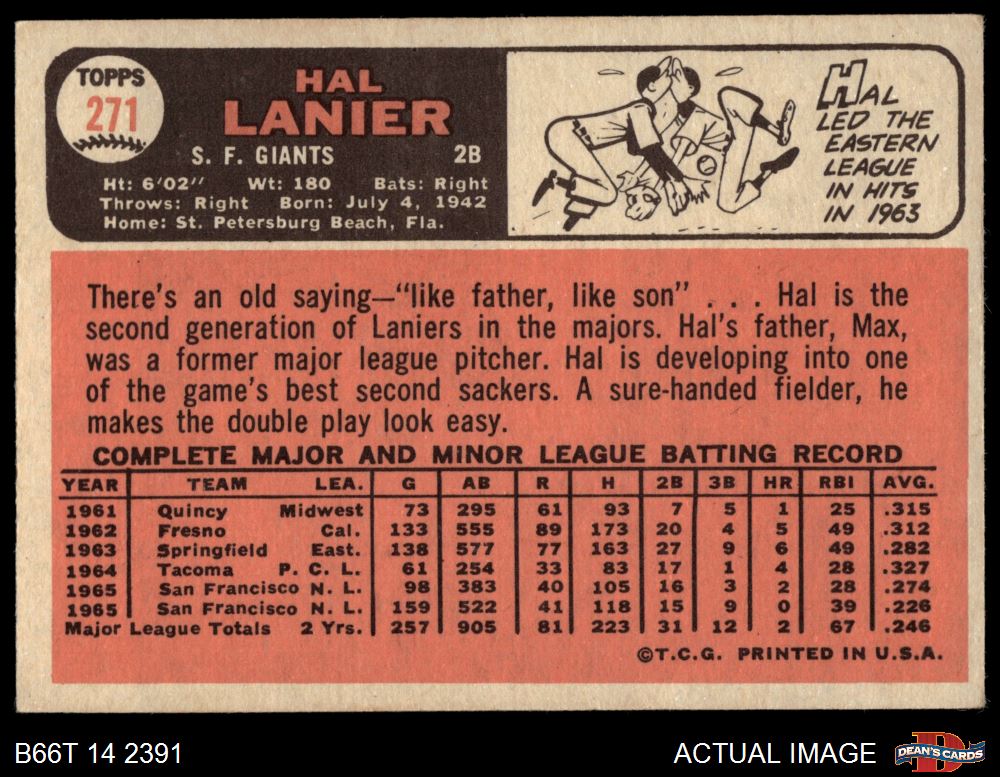 TOPPS
271
HAL
LANIER
S. F. GIANTS 2B
Ht: 6'02" Wt: 180 Bats: Right
Throws: Right Born: July 4, 1942
Home: St. Petersburg Beach, Fla.
HAL
LED THE
EASTERN
LEAGUE
IN HITS
IN 1963
There's an old saying—"like father, like son" . . . Hal is the
second generation of Laniers in the majors. Hal's father, Max,
was a former major league pitcher. Hal is developing into one
of the game's best second sackers. A sure-handed fielder, he
makes the double play look easy.
COMPLETE MAJOR AND MINOR LEAGUE BATTING RECORD
YEAR TEAM LEA. G AB R H 2B 3B HR RBI AVG.
1961 Quincy Midwest 73 295 61 93 7 5 1 25 .315
1962 Fresno Cal. 133 555 89 173 20 4 5 49 .312
1963 Springfield East. 138 577 77 163 27 9 6 49 .282
1964 Tacoma P. C. L. 61 254 33 83 17 1 4 28 .327
1965 San Francisco N. L. 98 383 40 105 16 3 2 28 .274
1965 San Francisco N. L. 159 522 41 118 15 9 0 39 .226
Major League Totals 2 Yrs. 257 905 81 223 31 12 2 67 .246
©T.C.G. PRINTED IN U.S.A.
B66T 14 2391 ACTUAL IMAGE
D
DEAN'S CARDS